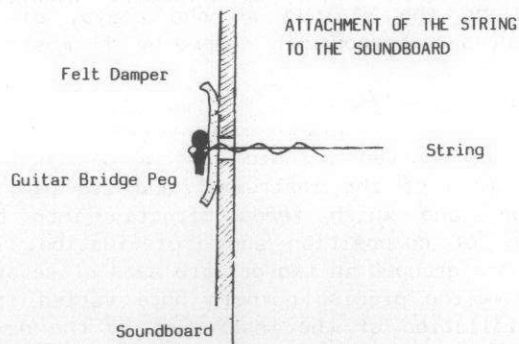 ATTACHMENT OF THE STRING
TO THE SOUNDBOARD
Felt Damper
String
Guitar Bridge Peg
Soundboard